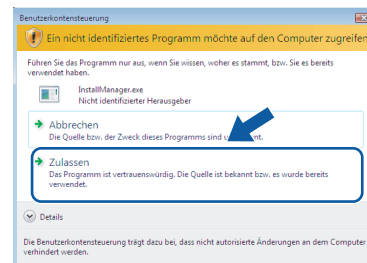 Benutzerkontensteuerung
Ein nicht identifiziertes Programm möchte auf den Computer zugreifen
Führen Sie das Programm nur aus, wenn Sie wissen, woher es stammt, bzw. Sie es bereits
verwendet haben.
InstallManager.exe
Nicht identifizierter Herausgeber
Abbrechen
Die Quelle bzw. der Zweck dieses Programms sind
Zulassen
Das Programm ist vertrauenswürdig. Die Quelle ist bekannt bzw. es wurde bereits
verwendet.
Details
Die Benutzerkontensteuerung trägt dazu bei, dass nicht autorisierte Änderungen an dem Computer
verhindert werden.